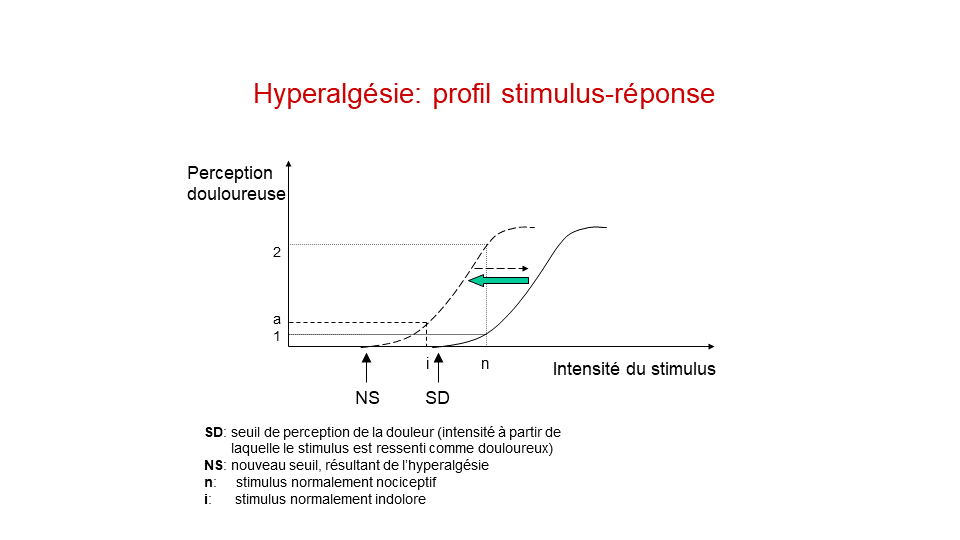 Hyperalgésie: profil stimulus-réponse
Perception
douloureuse
2
a
1
i
n
Intensité du stimulus
NS
SD
SD: seuil de perception de la douleur (intensité à partir de
laquelle le stimulus est ressenti comme douloureux)
NS: nouveau seuil, résultant de l’hyperalgésie
n: stimulus normalement nociceptif
i: stimulus normalement indolore